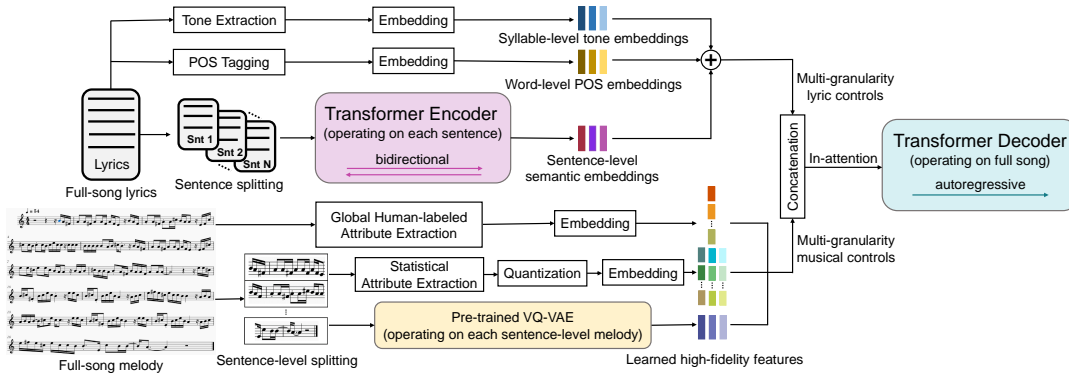 Tone Extraction
Embedding
Syllable-level tone embeddings
POS Tagging
Embedding
Word-level POS embeddings
Lyrics
Full-song lyrics
Snt 1
Snt 2
Snt N
Sentence splitting
Transformer Encoder
(operating on each sentence)
bidirectional
Sentence-level
semantic embeddings
Multi-granularity
lyric controls
Concatenation
In-attention
Transformer Decoder
(operating on full song)
autoregressive
Multi-granularity
musical controls
Global Human-labeled
Attribute Extraction
Embedding
Statistical
Attribute Extraction
Quantization
Embedding
Pre-trained VQ-VAE
(operating on each sentence-level melody)
Full-song melody
Sentence-level splitting
Learned high-fidelity features